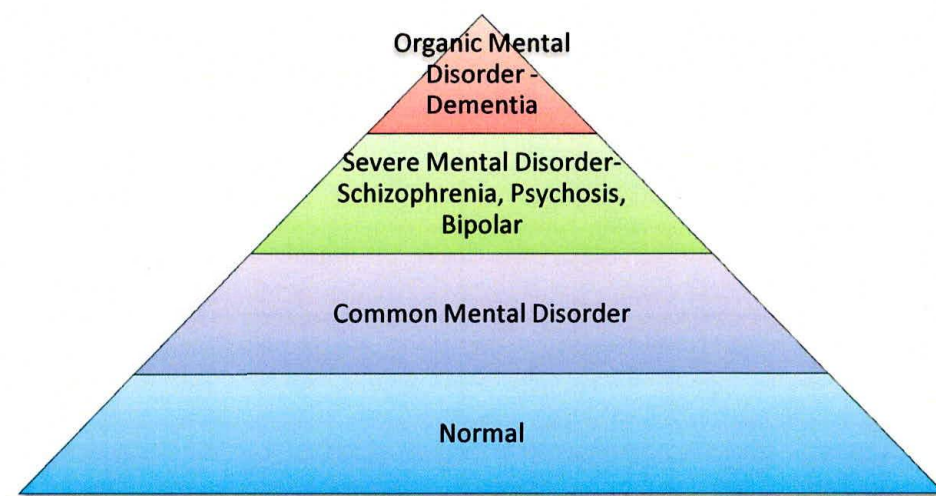 Organic Mental
Disorder -
Dementia
Severe Mental Disorder-
Schizophrenia, Psychosis,
Bipolar
Common Mental Disorder
Normal